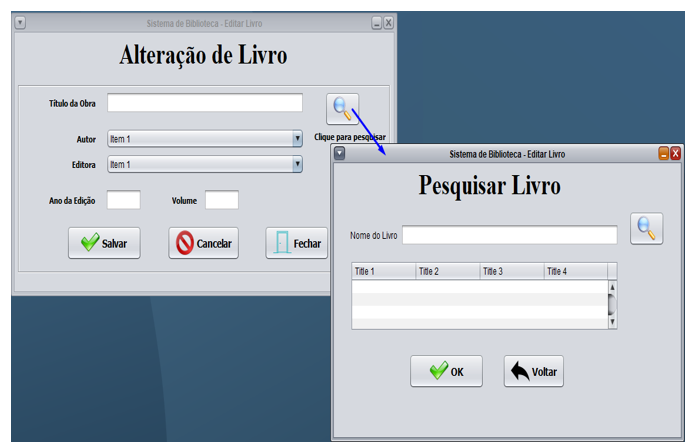 Sistema de Biblioteca - Editar Livro
Alteração de Livro
Título da Obra
Autor
Item 1
Clique para pesquisar
Editora
Item 1
Ano da Edição
Volume
Salvar
Cancelar
Fechar
Sistema de Biblioteca - Editar Livro
Pesquisar Livro
Nome do Livro
Title 1 Title 2 Title 3 Title 4
OK
Voltar